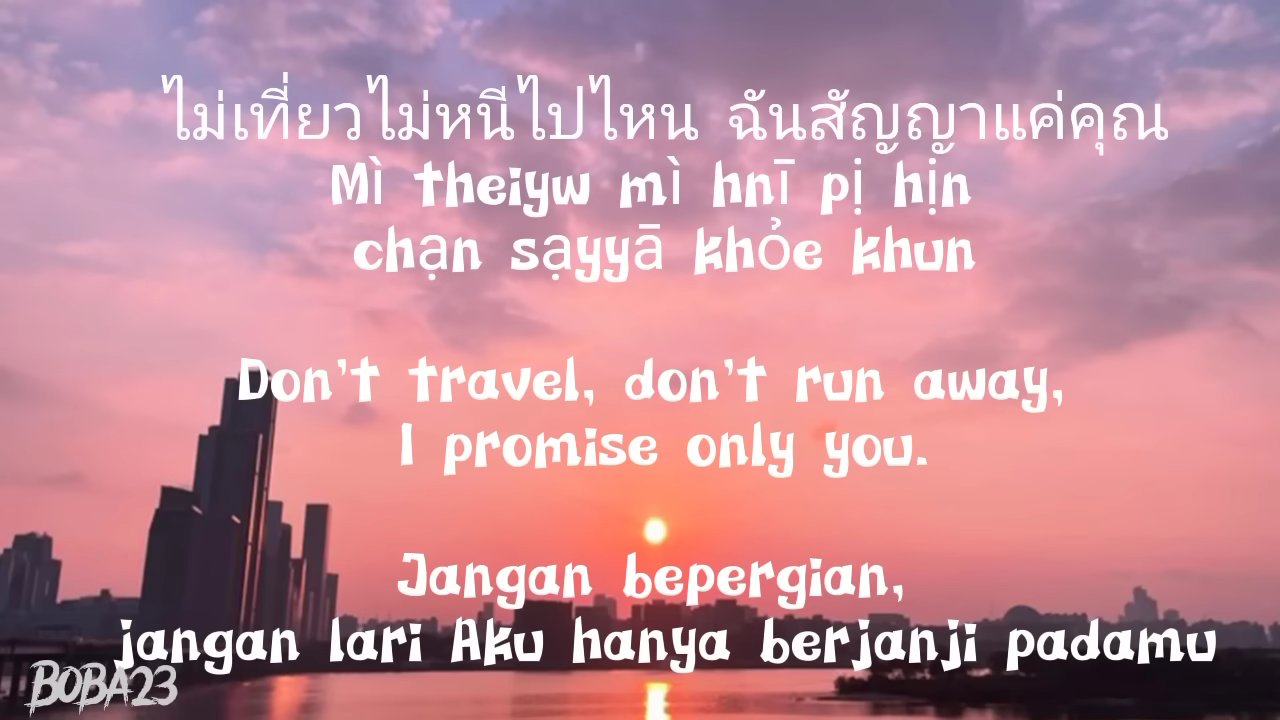 ไม่เที่ยวไม่หนีไปไหน ฉันสัญญาแค่คุณ
Mì theiyw mì hnī pị h̄ịn
chạn sạyyā khỏe khun
Don't travel, don't run away,
I promise only you.
Jangan bepergian,
jangan lari Aku hanya berjanji padamu
BOBA23